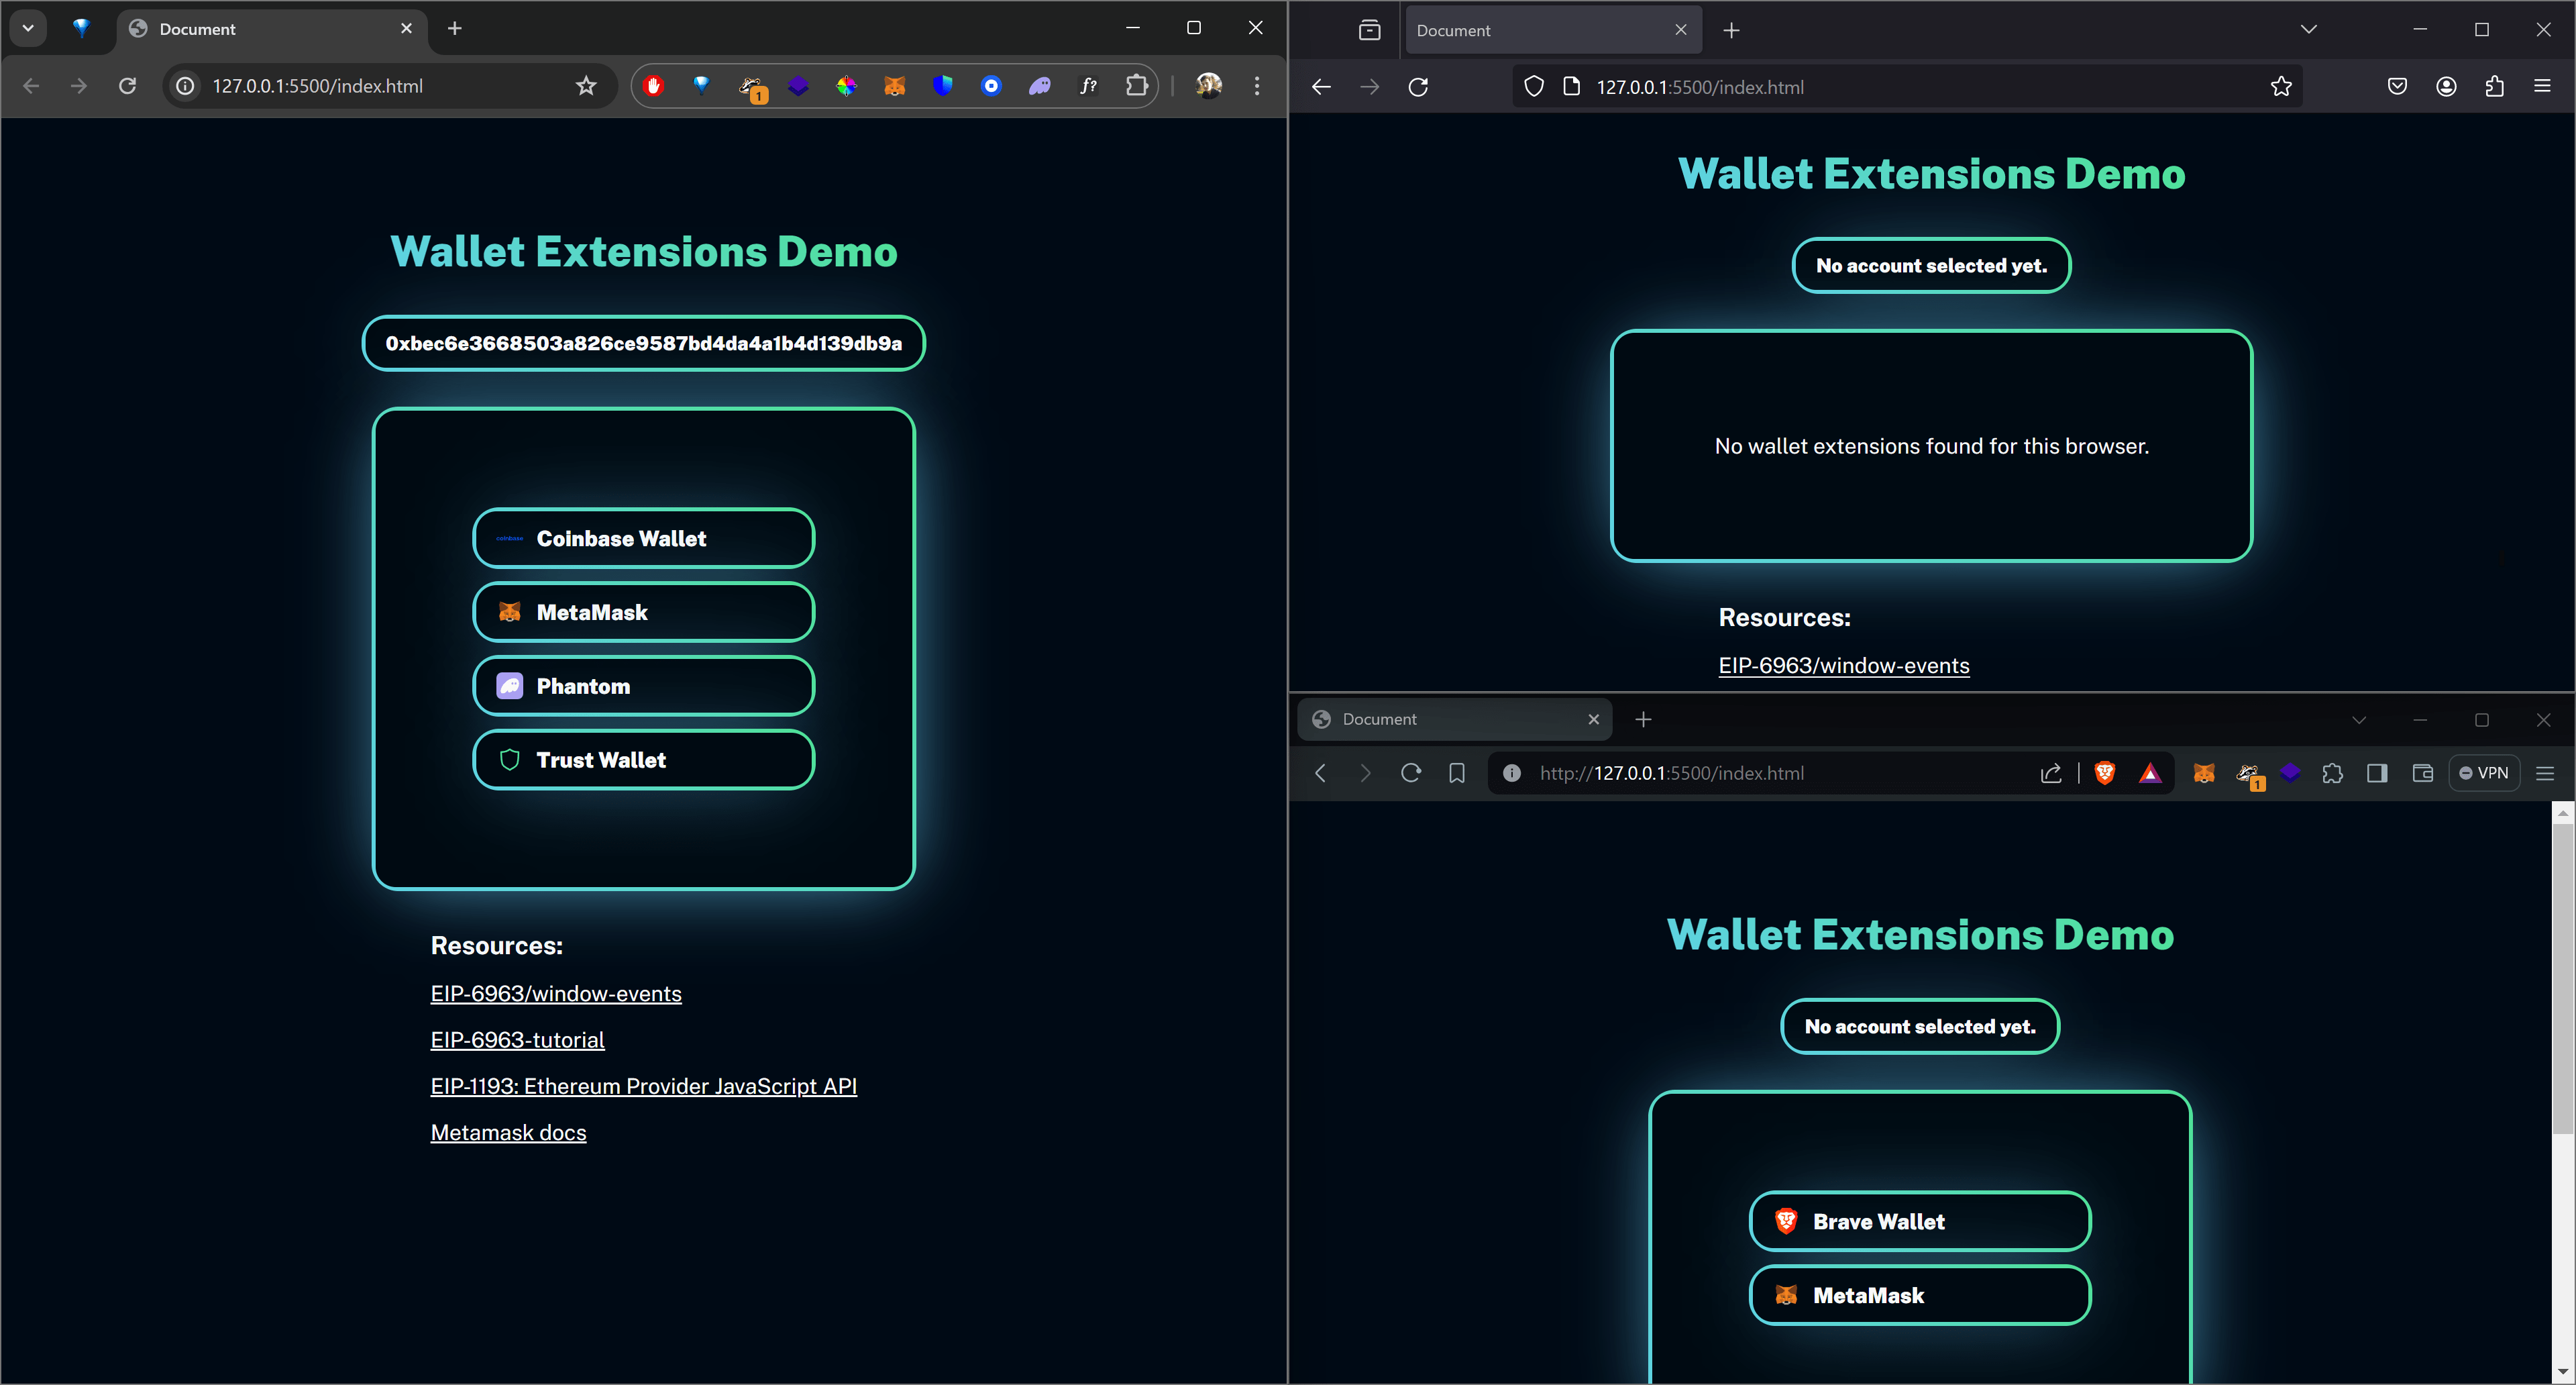 Document
127.0.0.1:5500/index.html
1
f?
Wallet Extensions Demo
0xbec6e3668503a826ce9587bd4da4a1b4d139db9a
coinbase
Coinbase Wallet
MetaMask
Phantom
Trust Wallet
Resources:
EIP-6963/window-events
EIP-6963-tutorial
EIP-1193: Ethereum Provider JavaScript API
Metamask docs
Document
127.0.0.1:5500/index.html
Wallet Extensions Demo
No account selected yet.
No wallet extensions found for this browser.
Resources:
EIP-6963/window-events
Document
http://127.0.0.1:5500/index.html
1
VPN
Wallet Extensions Demo
No account selected yet.
Brave Wallet
MetaMask